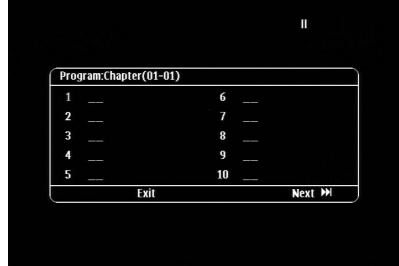 Program:Chapter(01-01)
1 __ 6 __
2 __ 7 __
3 __ 8 __
4 __ 9 __
5 __ 10 __
Exit Next